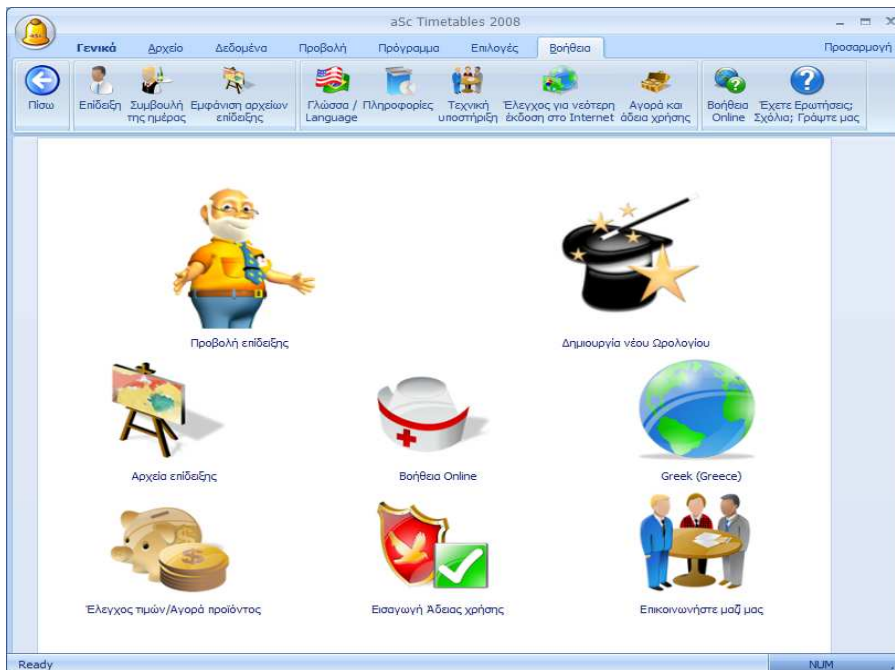 aSc Timetables 2008
Γενικά Αρχείο Δεδομένα Προβολή Πρόγραμμα Επιλογές Βοήθεια Προσαρμογή
Πίσω Επίδειξη Συμβουλή Εμφάνιση αρχείων Γλώσσα / Πληροφορίες Τεχνική Έλεγχος για νεότερη Αγορά και Βοήθεια Έχετε Ερωτήσεις;
της ημέρας επίδειξης Language υποστήριξη έκδοση στο Internet άδεια χρήσης Online Σχόλια; Γράψτε μας
Προβολή επίδειξης Δημιουργία νέου Ωρολογίου
Αρχεία επίδειξης Βοήθεια Online Greek (Greece)
Έλεγχος τιμών/Αγορά προϊόντος Εισαγωγή Άδειας χρήσης Επικοινωνήστε μαζί μας
Ready NUM